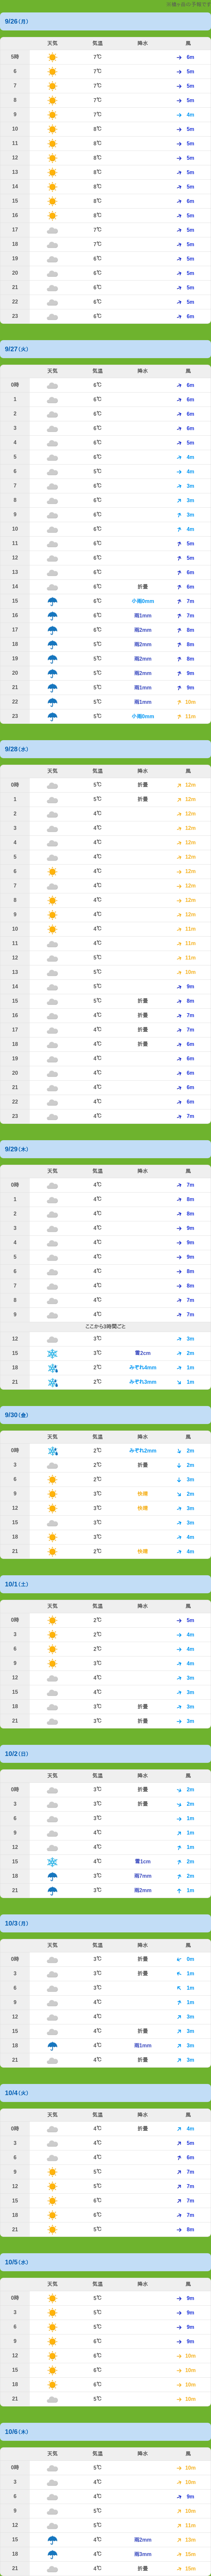 9/26(月)
天気 気温 降水 風
5時 7℃ 6m
6 7℃ 5m
7 7℃ 5m
8 7℃ 5m
9 7℃ 4m
10 8℃ 5m
11 8℃ 5m
12 8℃ 5m
13 8℃ 5m
14 8℃ 5m
15 8℃ 6m
16 8℃ 5m
17 7℃ 5m
18 7℃ 5m
19 6℃ 5m
20 6℃ 5m
21 6℃ 5m
22 6℃ 5m
23 6℃ 6m
9/27(火)
天気 気温 降水 風
0時 6℃ 6m
1 6℃ 6m
2 6℃ 6m
3 6℃ 6m
4 6℃ 5m
5 6℃ 4m
6 5℃ 4m
7 6℃ 3m
8 6℃ 3m
9 6℃ 3m
10 6℃ 4m
11 6℃ 5m
12 6℃ 5m
13 6℃ 6m
14 6℃ 折畳 6m
15 6℃ 小雨0mm 7m
16 6℃ 雨1mm 7m
17 6℃ 雨2mm 8m
18 5℃ 雨2mm 8m
19 5℃ 雨2mm 8m
20 5℃ 雨2mm 9m
21 5℃ 雨1mm 9m
22 5℃ 雨1mm 10m
23 5℃ 小雨0mm 11m
9/28(水)
天気 気温 降水 風
0時 5℃ 折畳 12m
1 5℃ 折畳 12m
2 4℃ 12m
3 4℃ 12m
4 4℃ 12m
5 4℃ 12m
6 4℃ 12m
7 4℃ 12m
8 4℃ 12m
9 4℃ 12m
10 4℃ 11m
11 4℃ 11m
12 5℃ 11m
13 5℃ 10m
14 5℃ 9m
15 5℃ 折畳 8m
16 4℃ 折畳 7m
17 4℃ 折畳 7m
18 4℃ 折畳 6m
19 4℃ 6m
20 4℃ 6m
21 4℃ 6m
22 4℃ 6m
23 4℃ 7m
9/29(木)
天気 気温 降水 風
0時 4℃ 7m
1 4℃ 8m
2 4℃ 8m
3 4℃ 9m
4 4℃ 9m
5 4℃ 9m
6 4℃ 8m
7 4℃ 8m
8 4℃ 7m
9 4℃ 7m
ここから3時間ごと
12 3℃ 3m
15 3℃ 雪2cm 2m
18 2℃ みぞれ4mm 1m
21 2℃ みぞれ3mm 1m
9/30(金)
天気 気温 降水 風
0時 2℃ みぞれ2mm 2m
3 2℃ 折畳 2m
6 2℃ 3m
9 3℃ 快晴 2m
12 3℃ 快晴 3m
15 3℃ 3m
18 3℃ 4m
21 2℃ 快晴 4m
10/1(土)
天気 気温 降水 風
0時 2℃ 5m
3 2℃ 4m
6 2℃ 4m
9 3℃ 4m
12 4℃ 3m
15 4℃ 3m
18 3℃ 折畳 3m
21 3℃ 折畳 3m
10/2(日)
天気 気温 降水 風
0時 3℃ 折畳 2m
3 3℃ 折畳 2m
6 3℃ 1m
9 4℃ 1m
12 4℃ 1m
15 4℃ 雪1cm 2m
18 3℃ 雨7mm 2m
21 3℃ 雨2mm 1m
10/3(月)
天気 気温 降水 風
0時 3℃ 折畳 0m
3 3℃ 折畳 1m
6 3℃ 1m
9 4℃ 1m
12 4℃ 3m
15 4℃ 折畳 3m
18 4℃ 雨1mm 3m
21 4℃ 折畳 3m
10/4(火)
天気 気温 降水 風
0時 4℃ 折畳 4m
3 4℃ 5m
6 4℃ 6m
9 5℃ 7m
12 5℃ 7m
15 6℃ 7m
18 6℃ 7m
21 5℃ 8m
10/5(水)
天気 気温 降水 風
0時 5℃ 9m
3 5℃ 9m
6 5℃ 9m
9 6℃ 9m
12 6℃ 10m
15 6℃ 10m
18 6℃ 10m
21 5℃ 10m
10/6(木)
天気 気温 降水 風
0時 5℃ 10m
3 4℃ 10m
6 4℃ 9m
9 5℃ 10m
12 5℃ 11m
15 4℃ 雨2mm 13m
18 4℃ 雨3mm 15m
21 4℃ 折畳 15m